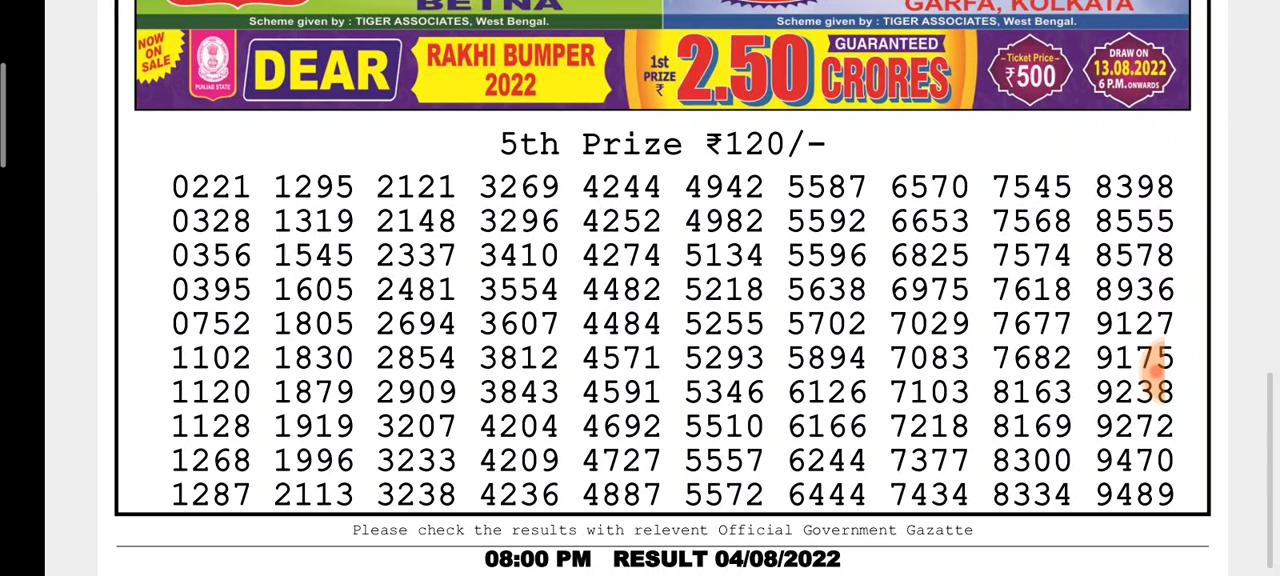 BETNA
GARFA, KOLKATA
Scheme given by : TIGER ASSOCIATES, West Bengal.
Scheme given by : TIGER ASSOCIATES, West Bengal.
NOW ON SALE
PUNJAB STATE
DEAR
RAKHI BUMPER
2022
1st PRIZE ₹
2.50
GUARANTEED
CRORES
Ticket Price
₹500
DRAW ON
13.08.2022
6 P.M. ONWARDS
5th Prize ₹120/-
0221 1295 2121 3269 4244 4942 5587 6570 7545 8398
0328 1319 2148 3296 4252 4982 5592 6653 7568 8555
0356 1545 2337 3410 4274 5134 5596 6825 7574 8578
0395 1605 2481 3554 4482 5218 5638 6975 7618 8936
0752 1805 2694 3607 4484 5255 5702 7029 7677 9127
1102 1830 2854 3812 4571 5293 5894 7083 7682 9175
1120 1879 2909 3843 4591 5346 6126 7103 8163 9238
1128 1919 3207 4204 4692 5510 6166 7218 8169 9272
1268 1996 3233 4209 4727 5557 6244 7377 8300 9470
1287 2113 3238 4236 4887 5572 6444 7434 8334 9489
Please check the results with relevent Official Government Gazatte
08:00 PM RESULT 04/08/2022